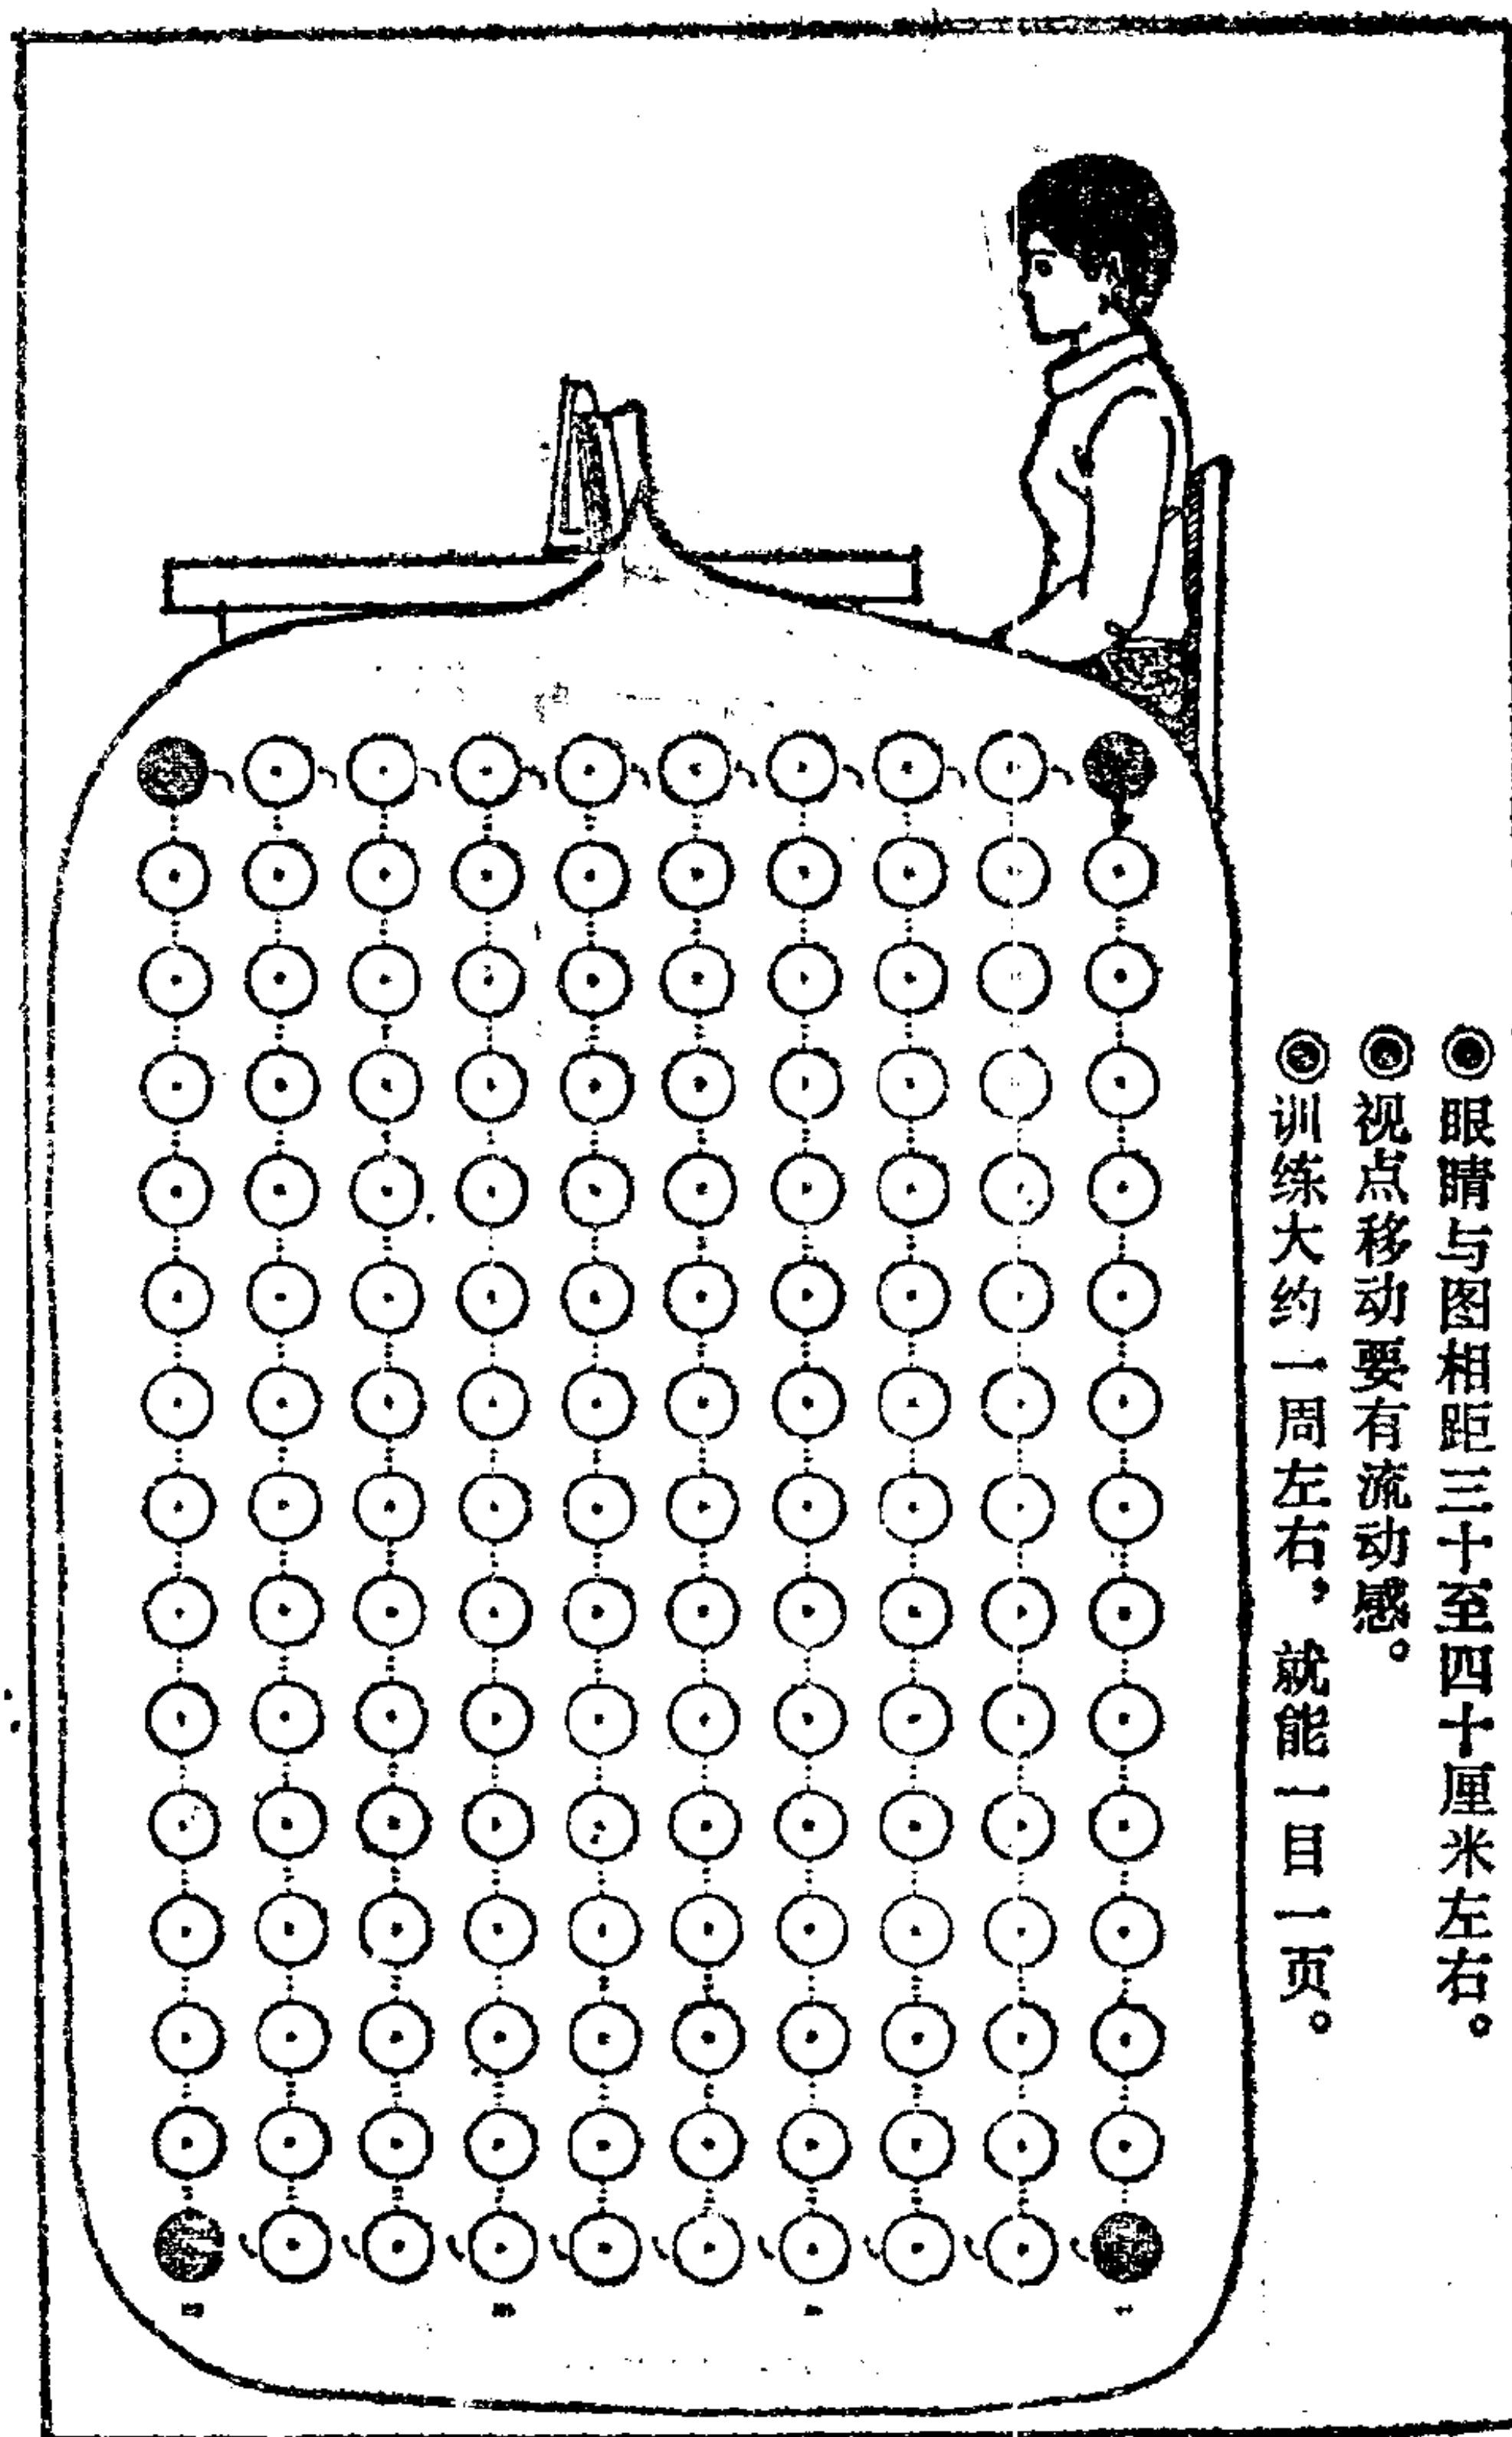 ◉眼睛与图相距三十至四十厘米左右。
◉视点移动要有流动感。
◉训练大约一周左右，就能一目一页。